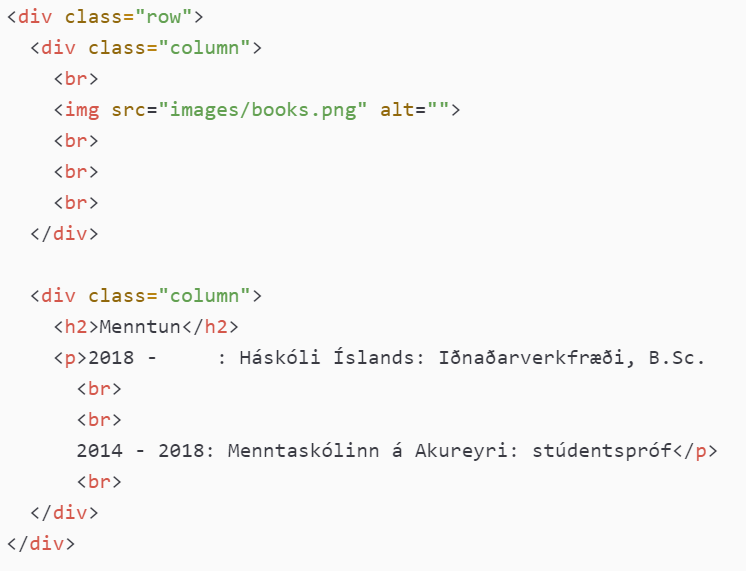 <div class="row">
  <div class="column">
    <br>
    <img src="images/books.png" alt="">
    <br>
    <br>
    <br>
  </div>

  <div class="column">
    <h2>Menntun</h2>
    <p>2018 -     : Háskóli Íslands: Iðnaðarverkfræði, B.Sc.
      <br>
      <br>
      2014 - 2018: Menntaskólinn á Akureyri: stúdentspróf</p>
      <br>
  </div>
</div>